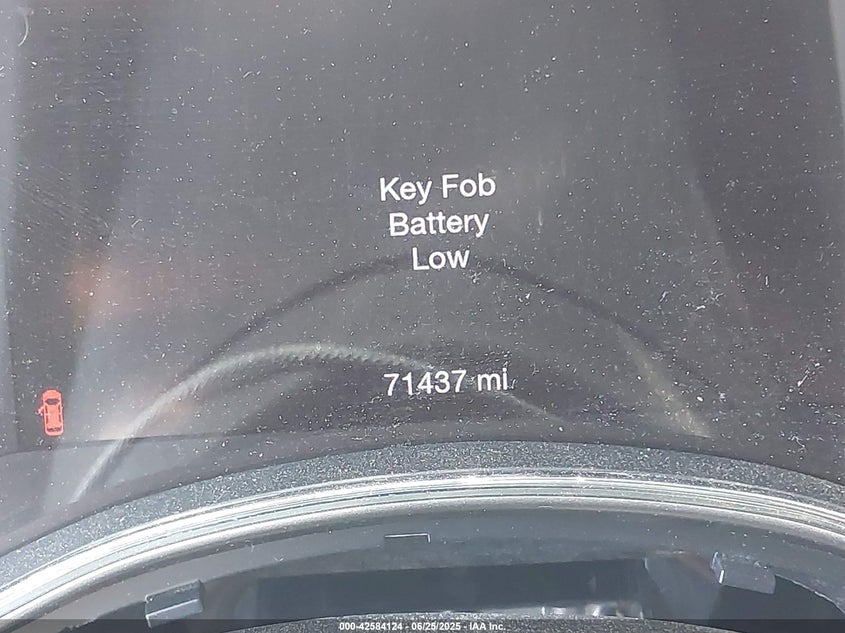 Key Fob
Battery
Low
71437 mi
000-42584124 - 06/25/2025 - IAA Inc.